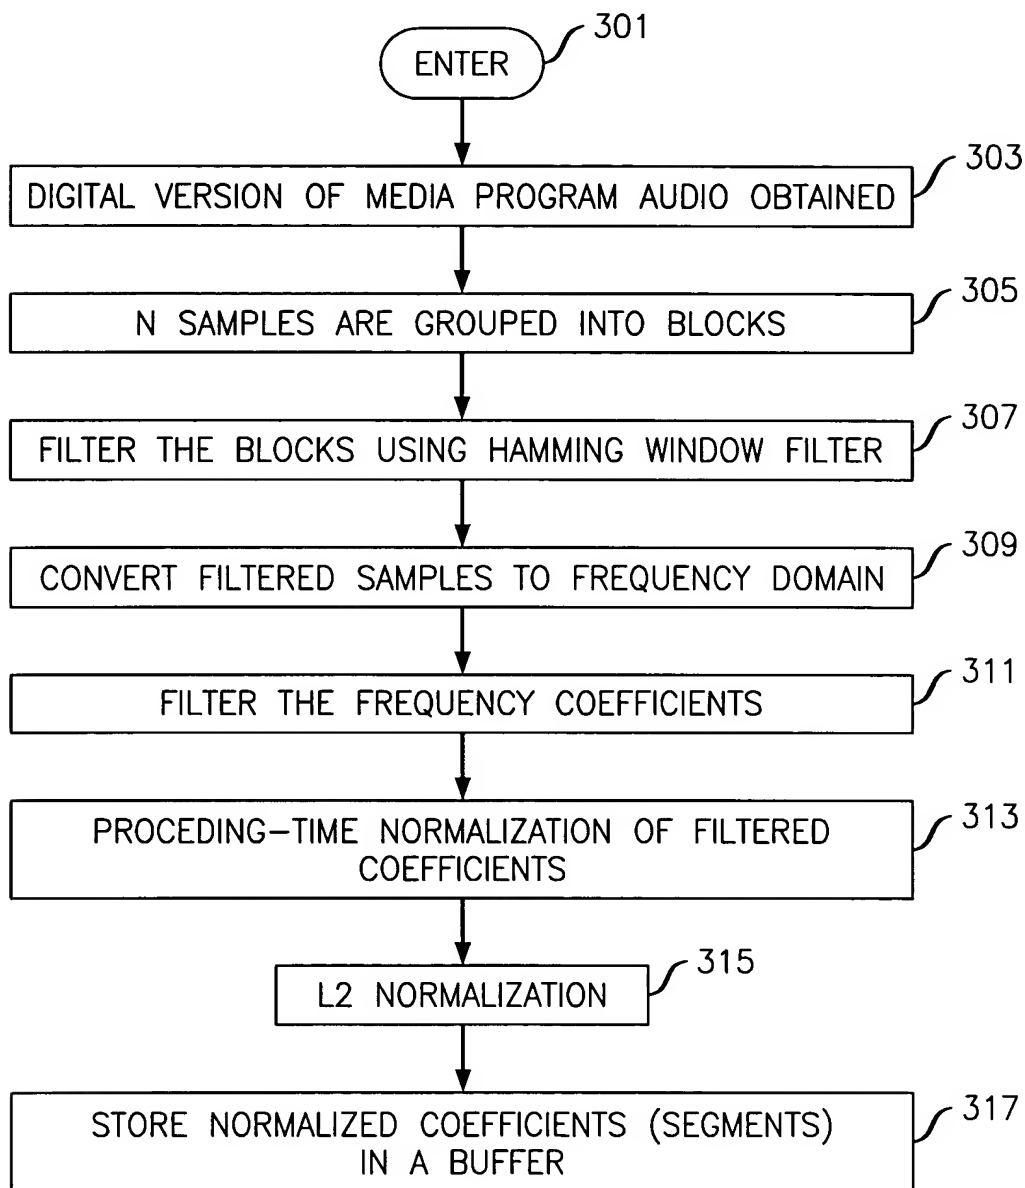 301
ENTER
303
DIGITAL VERSION OF MEDIA PROGRAM AUDIO OBTAINED
305
N SAMPLES ARE GROUPED INTO BLOCKS
307
FILTER THE BLOCKS USING HAMMING WINDOW FILTER
309
CONVERT FILTERED SAMPLES TO FREQUENCY DOMAIN
311
FILTER THE FREQUENCY COEFFICIENTS
313
PROCEDING-TIME NORMALIZATION OF FILTERED
COEFFICIENTS
315
L2 NORMALIZATION
317
STORE NORMALIZED COEFFICIENTS (SEGMENTS)
IN A BUFFER